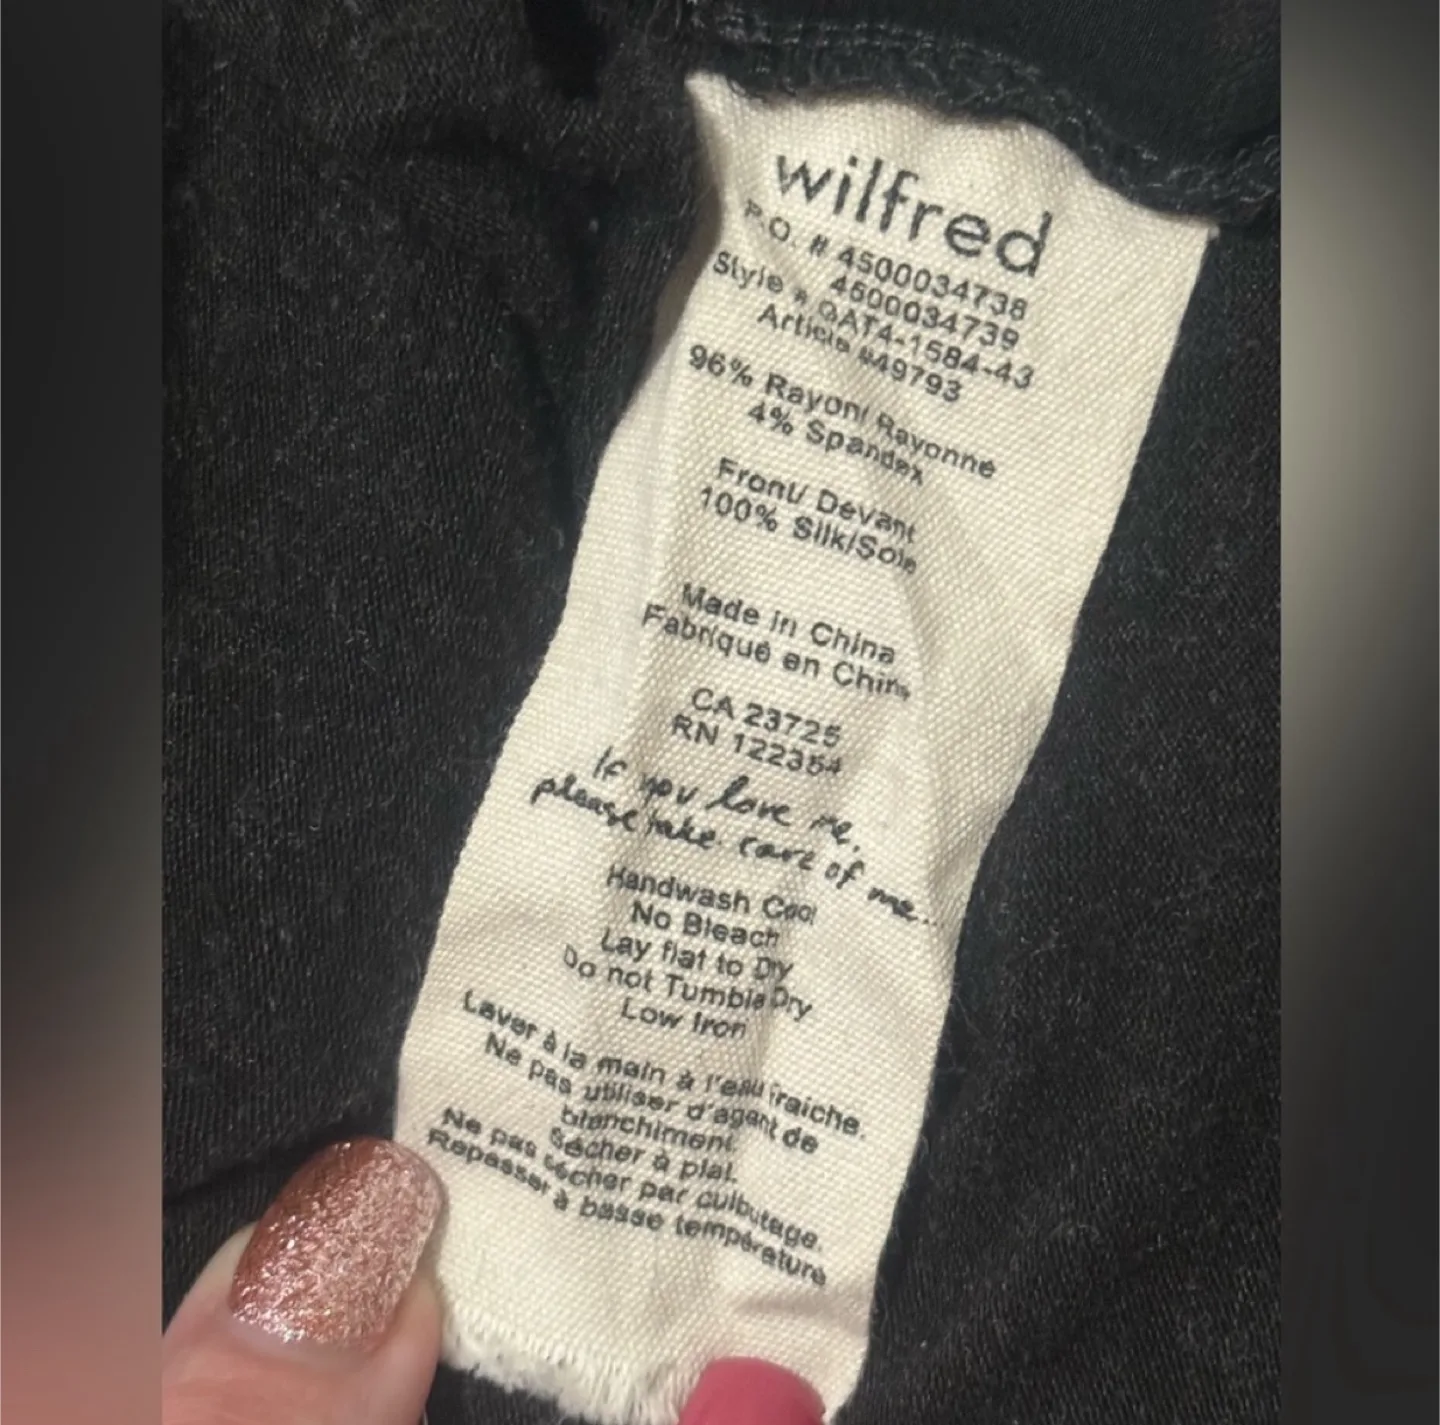 wilfred
P.O. # 4500034738
4500034739
Style # GAT4-1584-43
Article #49793
96% Rayon/ Rayonne
4% Spandex
Front/ Devant
100% Silk/Soie
Made in China
Fabriqué en Chine
CA 23725
RN 122354
If you love me,
please take care of me...
Handwash Cool
No Bleach
Lay flat to Dry
Do not Tumble Dry
Low Iron
Laver à la main à l'eau fraiche.
Ne pas utiliser d'agent de
blanchiment.
Sécher à plat.
Ne pas sécher par culbutage.
Repasser à basse température